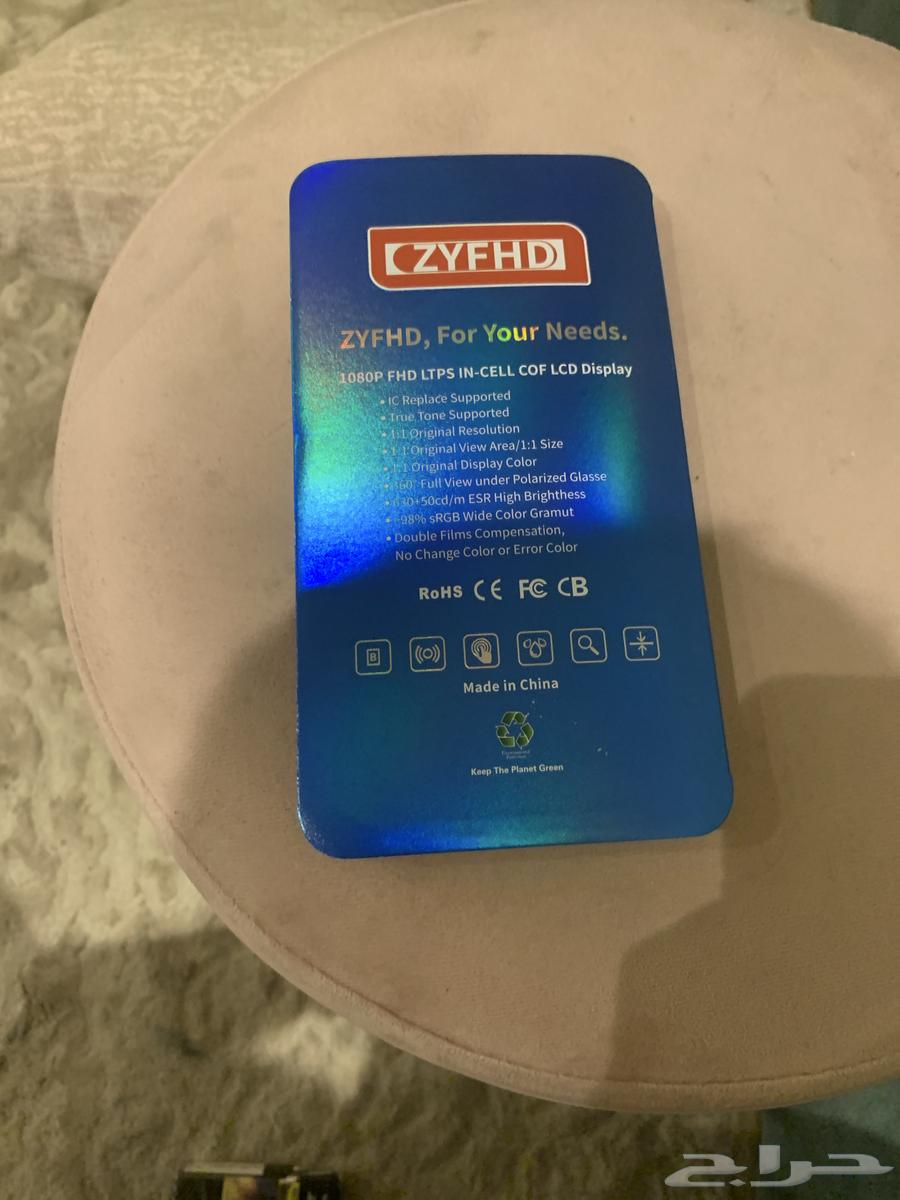 ZYFHD
ZYFHD, For Your Needs.
1080P FHD LTPS IN-CELL COF LCD Display
• IC Replace Supported
• True Tone Supported
• 1:1 Original Resolution
• 1:1 Original View Area/1:1 Size
• 1:1 Original Display Color
• 360° Full View under Polarized Glasse
• 630+50cd/m ESR High Brighthess
• 98% sRGB Wide Color Gramut
• Double Films Compensation,
No Change Color or Error Color
RoHS CE FC CB
B
Made in China
Keep The Planet Green
حراج